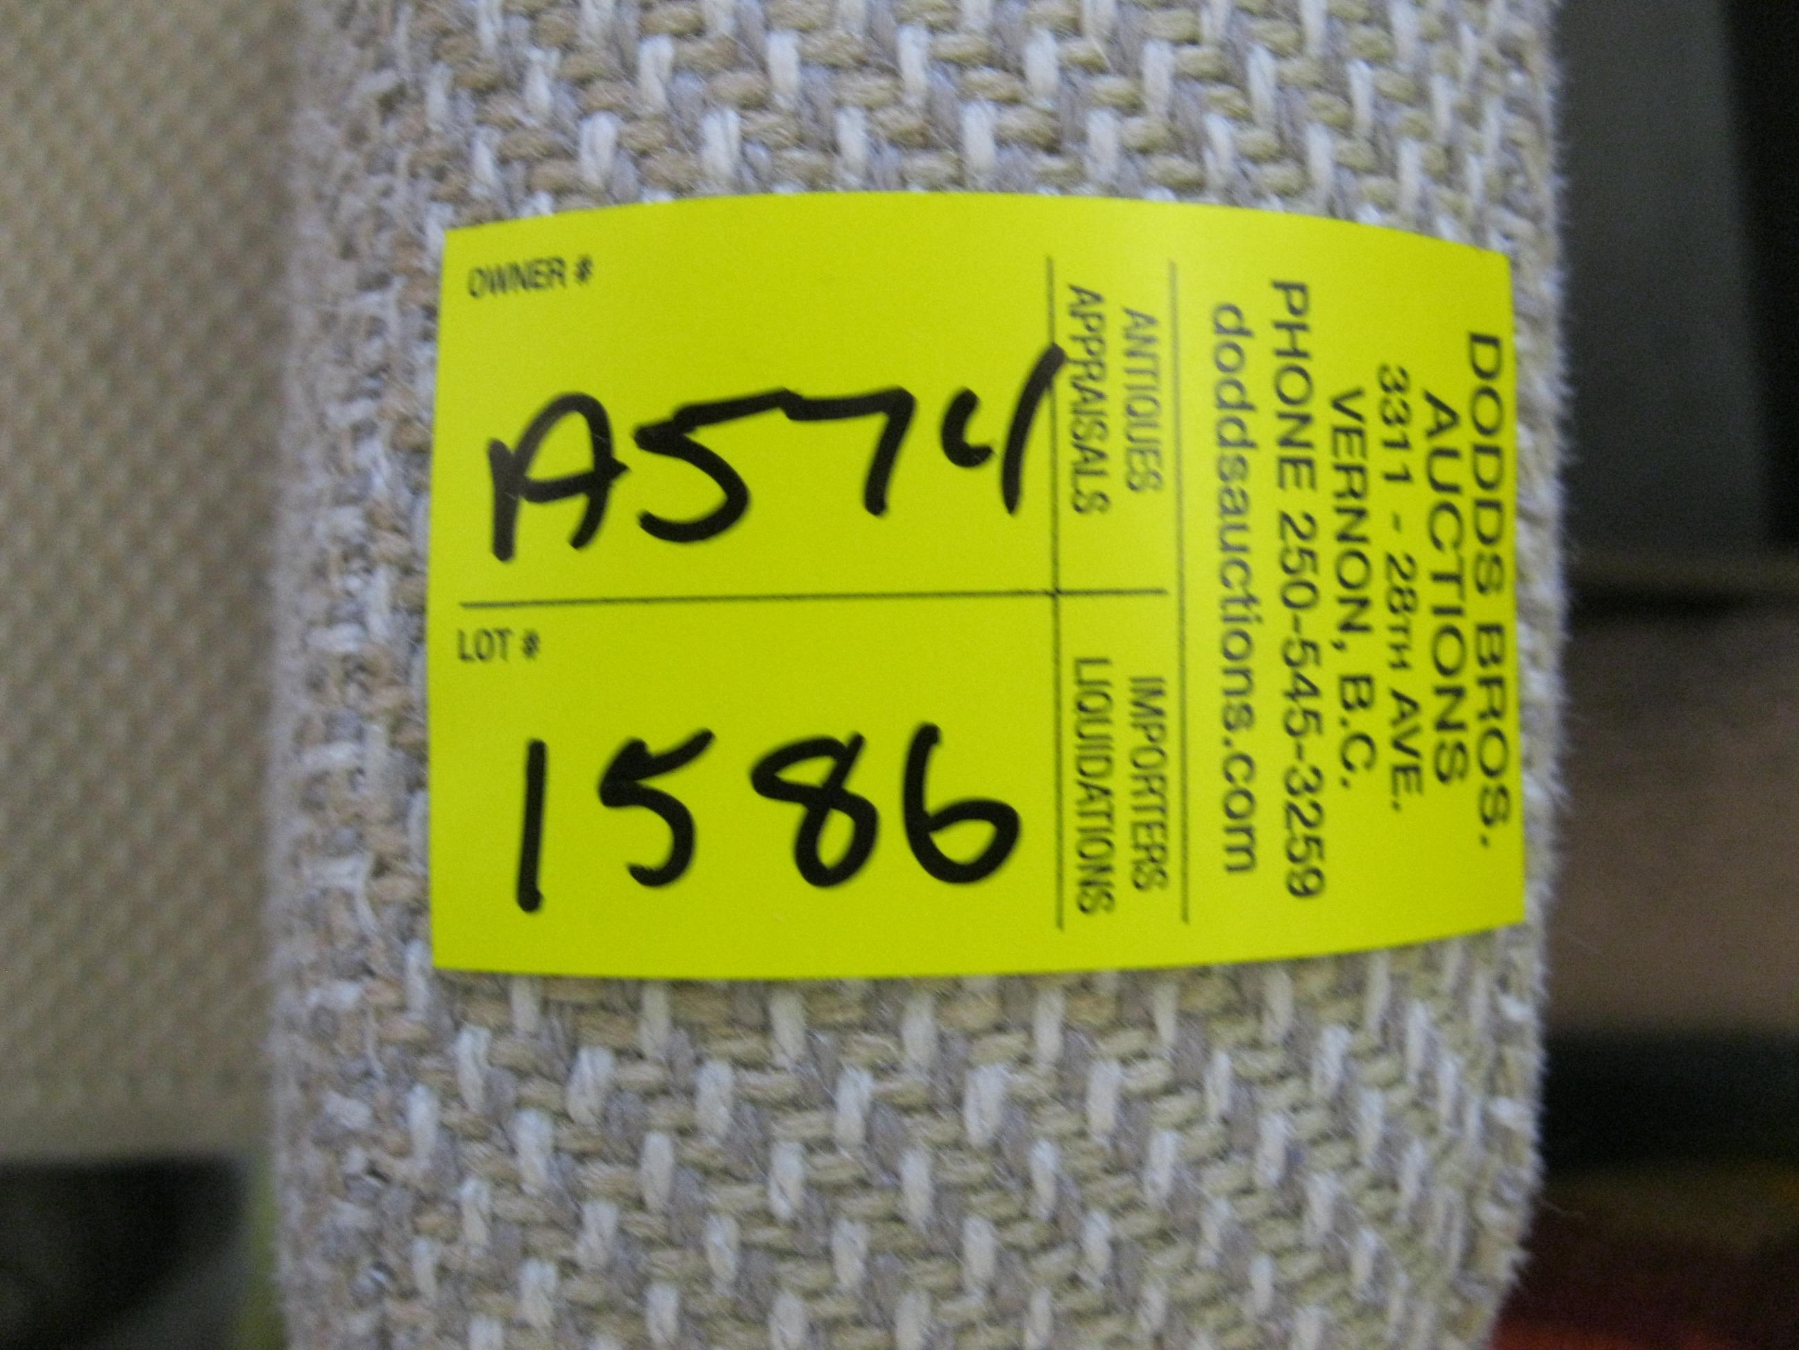 OWNER #
A574
LOT #
1586
ANTIQUES
APPRAISALS
IMPORTERS
LIQUIDATIONS
DODDS BROS.
AUCTIONS
3311 - 28TH AVE.
VERNON, B.C.
PHONE 250-545-3259
doddsauctions.com